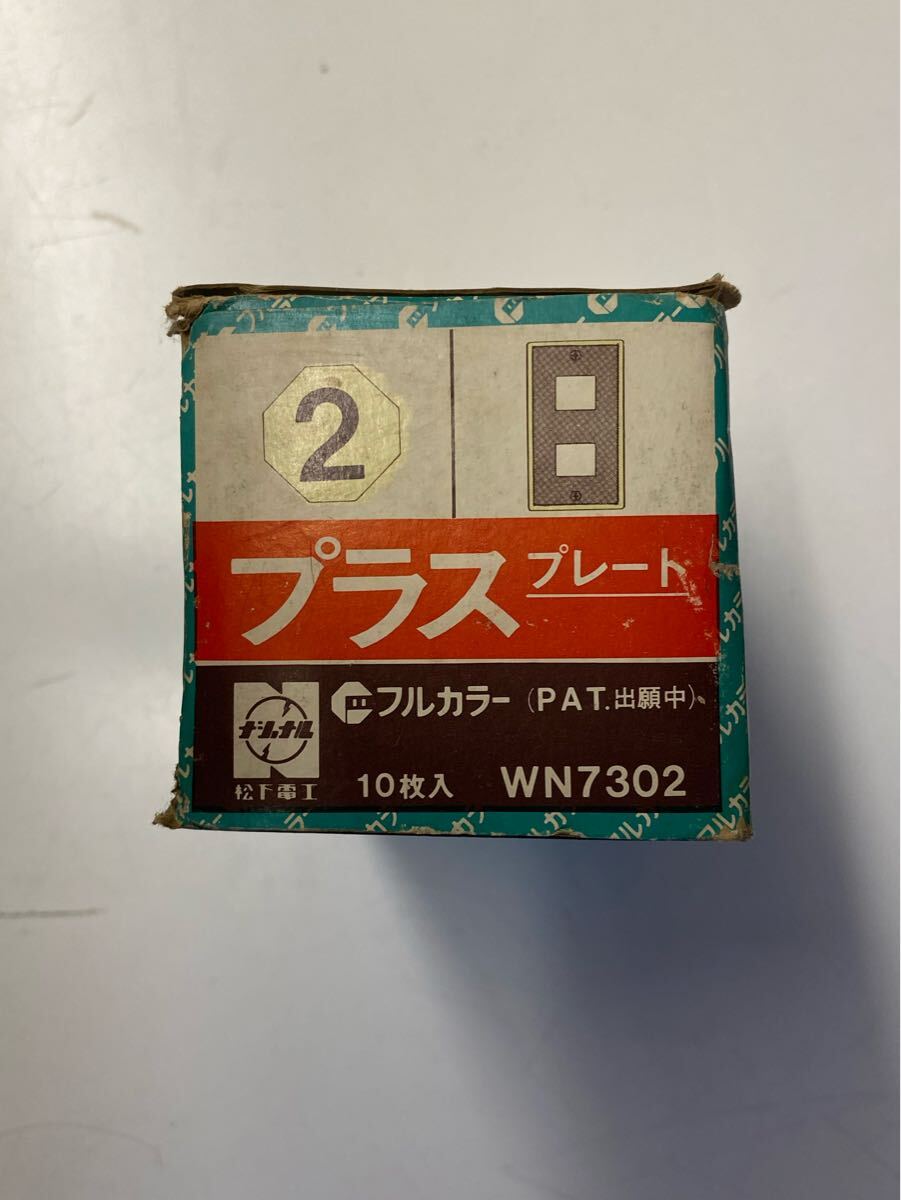 2
プラス プレート
ナショナル
松下電工
フルカラー (PAT.出願中)
10枚入 WN7302